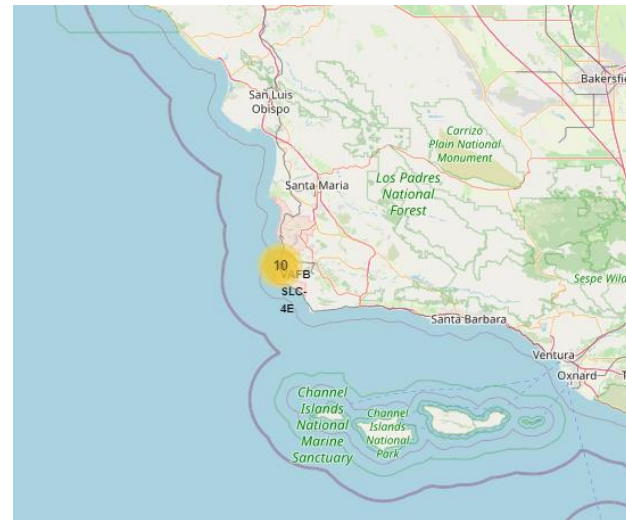 San Luis
Obispo
Bakersfi
Carrizo
Plain National
Monument
Santa Maria
Los Padres
National
Forest
10
VAFB
SLC-
4E
Sespe Wild
Santa Barbara
Ventura
Oxnard
T
Channel
Islands
National
Marine
Sanctuary
Channel
Islands
National
Park